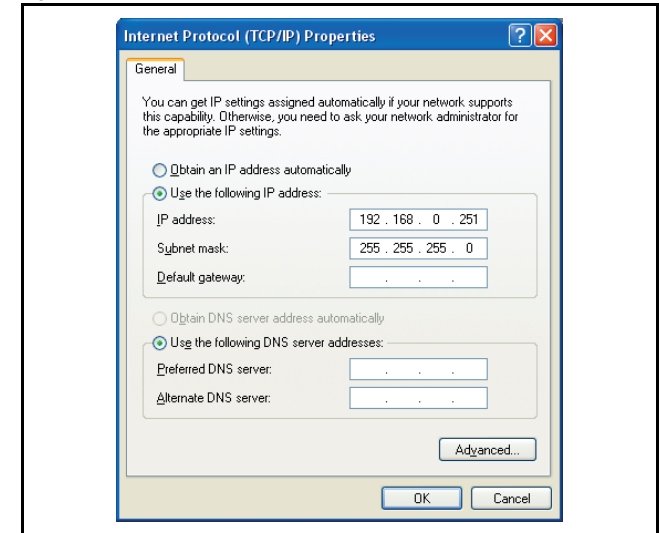 Internet Protocol (TCP/IP) Properties
General
You can get IP settings assigned automatically if your network supports
this capability. Otherwise, you need to ask your network administrator for
the appropriate IP settings.
Obtain an IP address automatically
Use the following IP address:
IP address: 192 . 168 . 0 . 251
Subnet mask: 255 . 255 . 255 . 0
Default gateway: . . .
Obtain DNS server address automatically
Use the following DNS server addresses:
Preferred DNS server: . . .
Alternate DNS server: . . .
Advanced...
OK Cancel